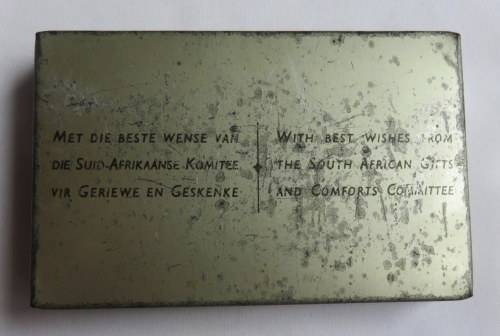 MET DIE BESTE WENSE VAN
DIE SUID-AFRIKAANSE KOMITEE
VIR GERIEWE EN GESKENKE
WITH BEST WISHES FROM
THE SOUTH AFRICAN GIFTS
AND COMFORTS COMMITTEE